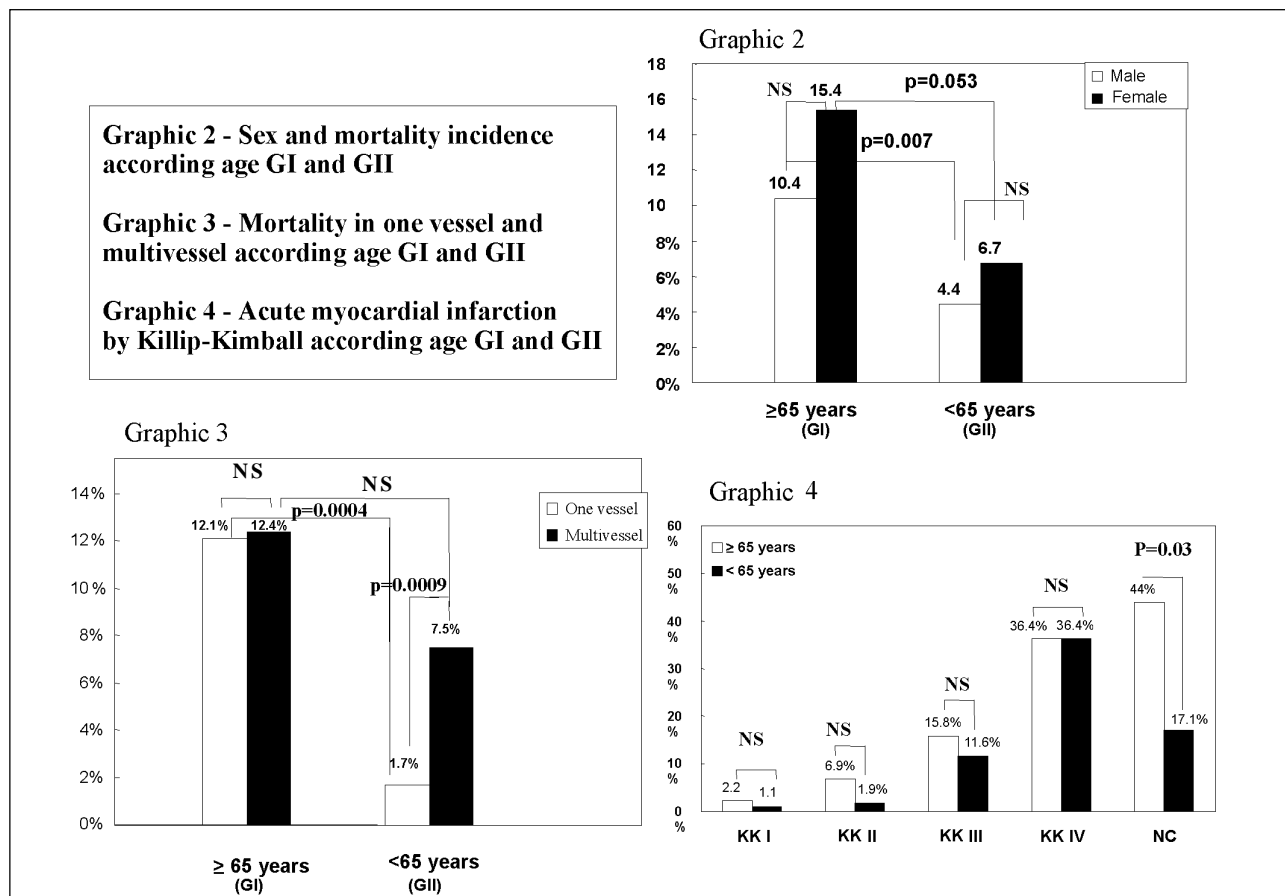 Graphic 2 - Sex and mortality incidence
according age GI and GII
Graphic 3 - Mortality in one vessel and
multivessel according age GI and GII
Graphic 4 - Acute myocardial infarction
by Killip-Kimball according age GI and GII
Graphic 2
18
16
14
12
10
8%
6%
4%
2%
0%
Male
Female
NS
15.4
p=0.053
p=0.007
10.4
NS
6.7
4.4
≥65 years
(GI)
<65 years
(GII)
Graphic 3
14%
12%
10%
8%
6%
4%
2%
0%
NS
NS
One vessel
Multivessel
p=0.0004
12.1%
12.4%
p=0.0009
7.5%
1.7%
≥ 65 years
(GI)
<65 years
(GII)
Graphic 4
60
%
50
%
40
%
30
%
20
%
10
%
0
%
≥ 65 years
< 65 years
P=0.03
NS
44%
36.4%
36.4%
NS
15.8%
17.1%
NS
11.6%
NS
6.9%
2.2
1.1
1.9%
KK I
KK II
KK III
KK IV
NC